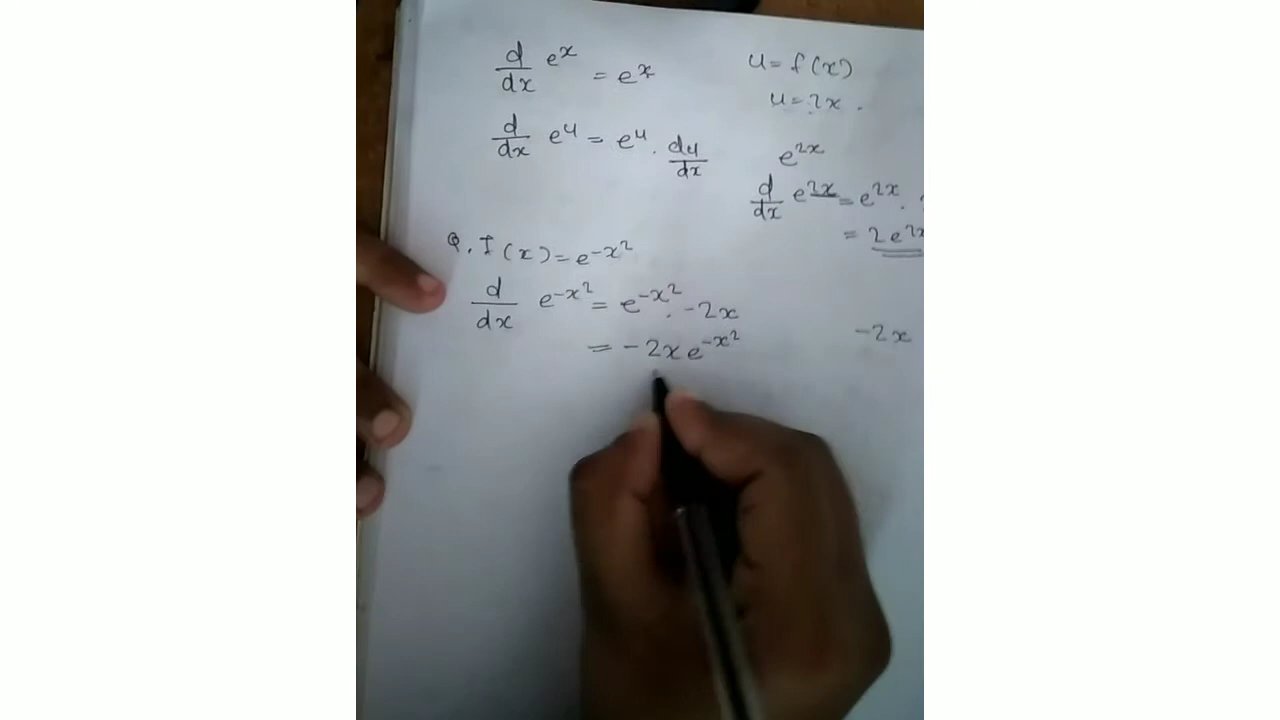 d/dx e^x = e^x
d/dx e^u = e^u . du/dx
u = f(x)
u = 2x .
e^2x
d/dx e^2x = e^2x .
= 2e^2x
Q. f(x) = e^-x^2
d/dx e^-x^2 = e^-x^2 . -2x
= -2x e^-x^2
-2x